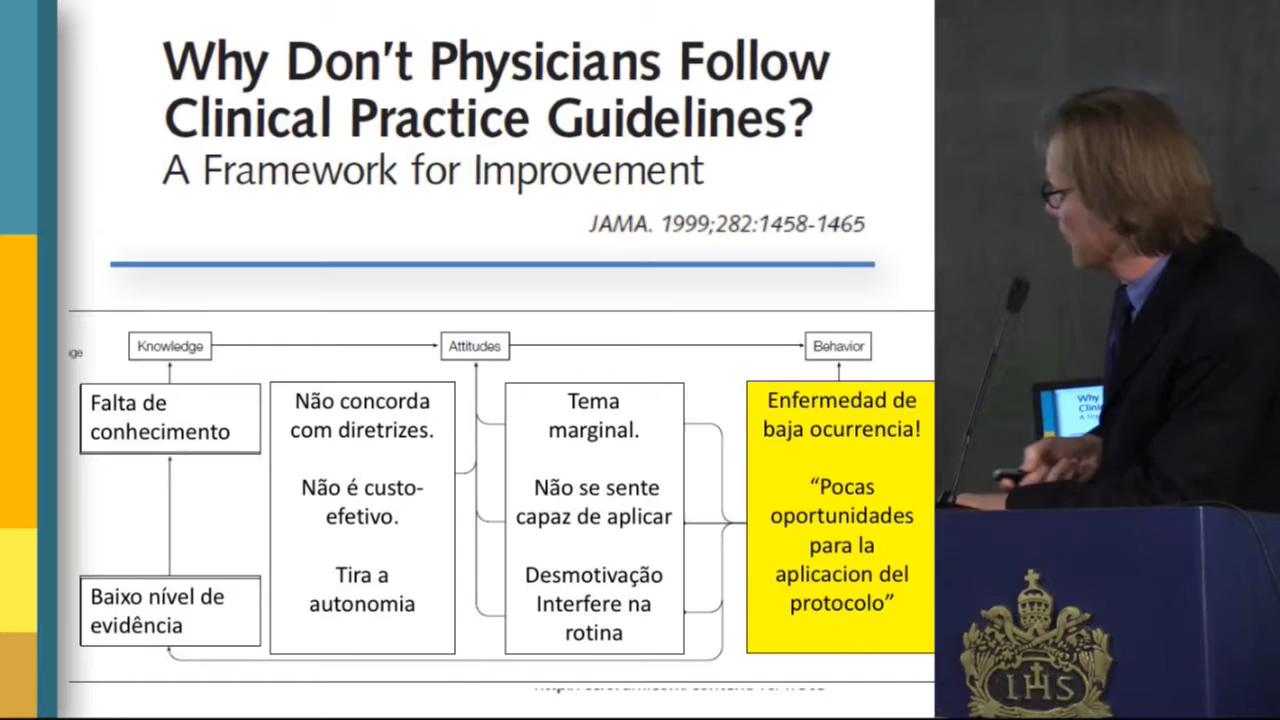 Why Don't Physicians Follow
Clinical Practice Guidelines?
A Framework for Improvement
JAMA. 1999;282:1458-1465
Knowledge
Attitudes
Behavior
Falta de
conhecimento
Baixo nível de
evidência
Não concorda
com diretrizes.
Não é custo-
efetivo.
Tira a
autonomia
Tema
marginal.
Não se sente
capaz de aplicar
Desmotivação
Interfere na
rotina
Enfermedad de
baja ocurrencia!
“Pocas
oportunidades
para la
aplicacion del
protocolo”
Why
IHS